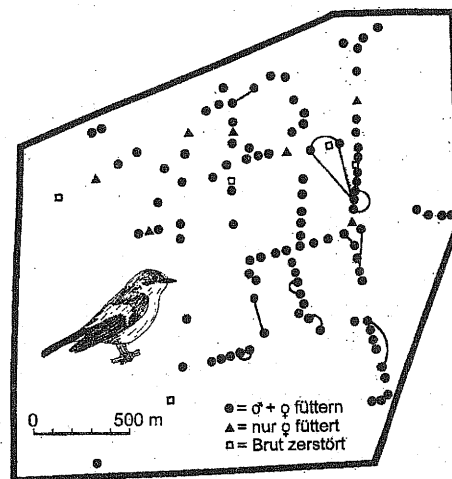 0 500 m
● = ♂ + ♀ füttern
▲ = nur ♀ füttert
□ = Brut zerstört